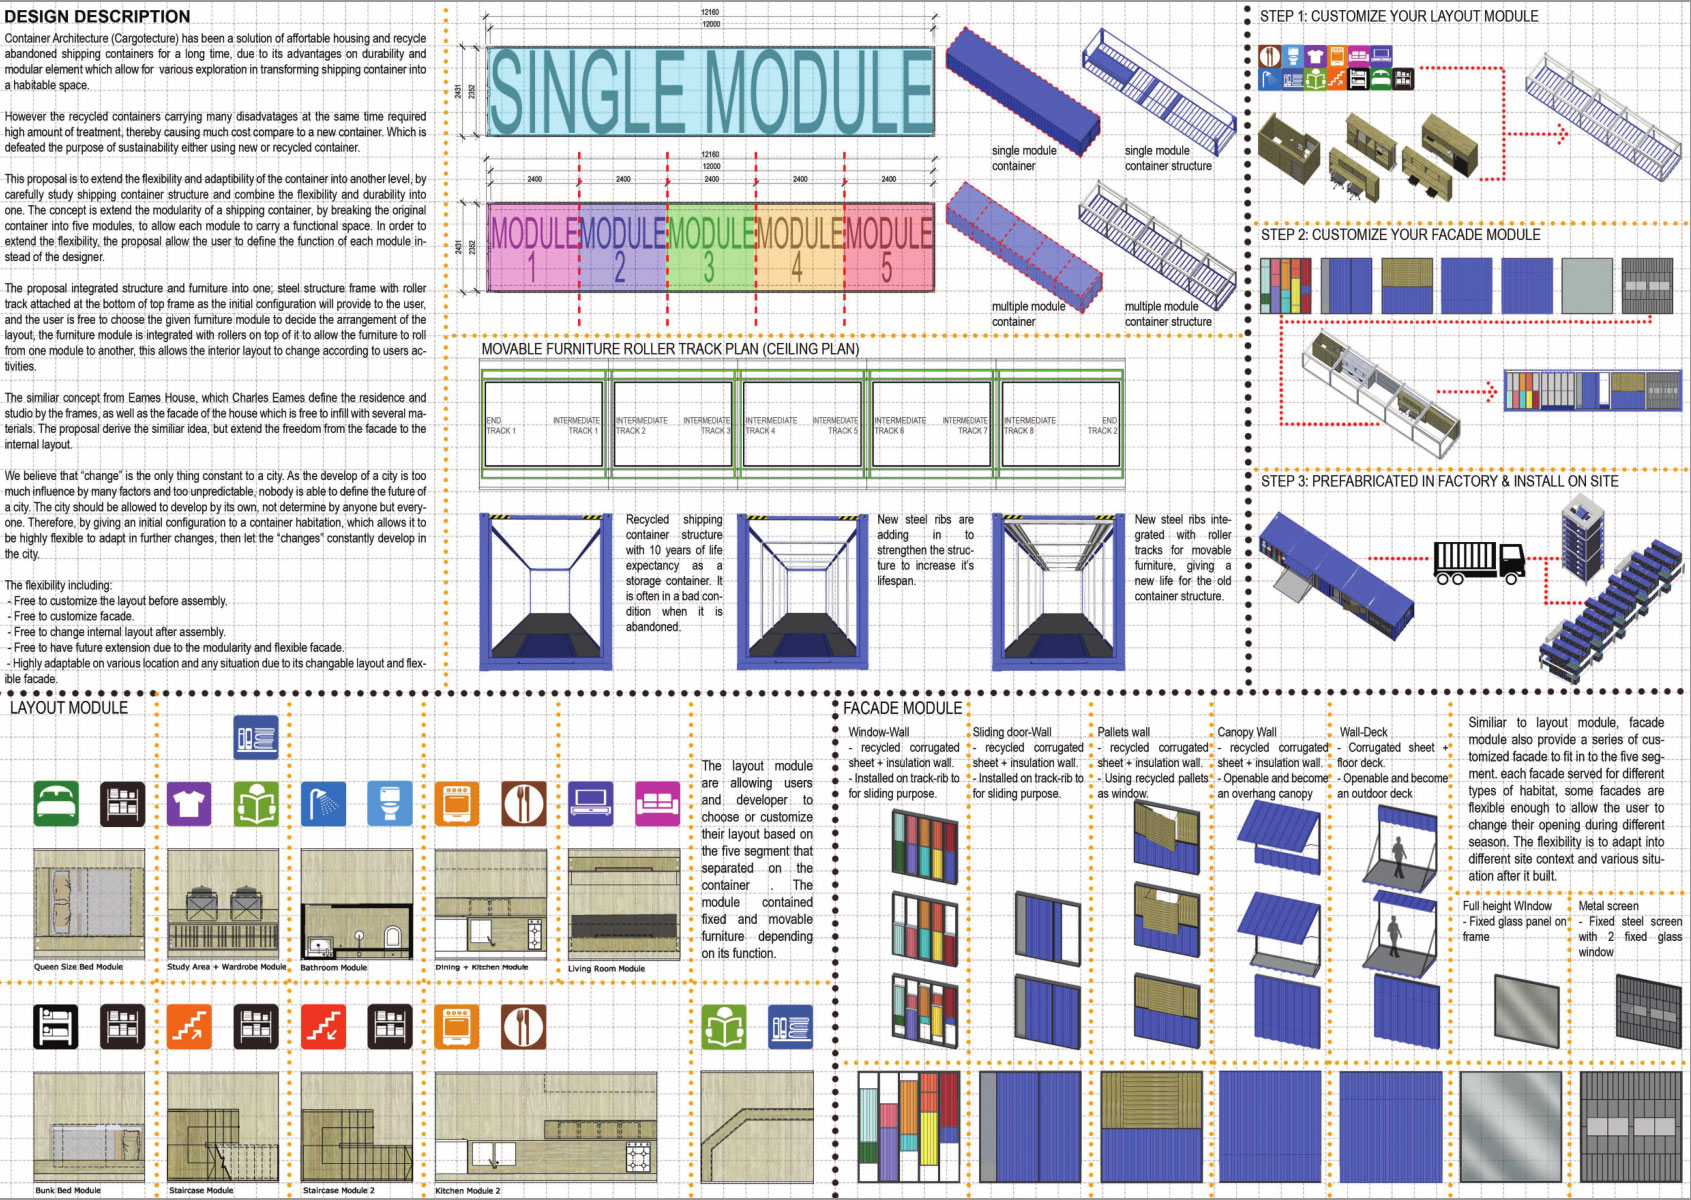 DESIGN DESCRIPTION
Container Architecture (Cargotecture) has been a solution of affortable housing and recycle
abandoned shipping containers for a long time, due to its advantages on durability and
modular element which allow for various exploration in transforming shipping container into
a habitable space.
However the recycled containers carrying many disadvatages at the same time required
high amount of treatment, thereby causing much cost compare to a new container. Which is
defeated the purpose of sustainability either using new or recycled container.
This proposal is to extend the flexibility and adaptibility of the container into another level, by
carefully study shipping container structure and combine the flexibility and durability into
one. The concept is extend the modularity of a shipping container, by breaking the original
container into five modules, to allow each module to carry a functional space. In order to
extend the flexibility, the proposal allow the user to define the function of each module in-
stead of the designer.
The proposal integrated structure and furniture into one; steel structure frame with roller
track attached at the bottom of top frame as the initial configuration will provide to the user,
and the user is free to choose the given furniture module to decide the arrangement of the
layout, the furniture module is integrated with rollers on top of it to allow the furniture to roll
from one module to another, this allows the interior layout to change according to users ac-
tivities.
The similiar concept from Eames House, which Charles Eames define the residence and
studio by the frames, as well as the facade of the house which is free to infill with several ma-
terials. The proposal derive the similiar idea, but extend the freedom from the facade to the
internal layout.
We believe that “change” is the only thing constant to a city. As the develop of a city is too
much influence by many factors and too unpredictable, nobody is able to define the future of
a city. The city should be allowed to develop by its own, not determine by anyone but every-
one. Therefore, by giving an initial configuration to a container habitation, which allows it to
be highly flexible to adapt in further changes, then let the “changes” constantly develop in
the city.
The flexibility including:
- Free to customize the layout before assembly.
- Free to customize facade.
- Free to change internal layout after assembly.
- Free to have future extension due to the modularity and flexible facade.
- Highly adaptable on various location and any situation due to its changable layout and flex-
ible facade.
12160
12000
2431
2352
SINGLE MODULE
single module
container
single module
container structure
12160
12000
2400 2400 2400 2400 2400
2431
2352
MODULE 1
MODULE 2
MODULE 3
MODULE 4
MODULE 5
multiple module
container
multiple module
container structure
MOVABLE FURNITURE ROLLER TRACK PLAN (CEILING PLAN)
END
TRACK 1
INTERMEDIATE
TRACK 1
INTERMEDIATE
TRACK 2
INTERMEDIATE
TRACK 3
INTERMEDIATE
TRACK 4
INTERMEDIATE
TRACK 5
INTERMEDIATE
TRACK 6
INTERMEDIATE
TRACK 7
INTERMEDIATE
TRACK 8
END
TRACK 2
Recycled shipping
container structure
with 10 years of life
expectancy as a
storage container. It
is often in a bad con-
dition when it is
abandoned.
New steel ribs are
adding in to
strengthen the struc-
ture to increase it's
lifespan.
New steel ribs inte-
grated with roller
tracks for movable
furniture, giving a
new life for the old
container structure.
STEP 1: CUSTOMIZE YOUR LAYOUT MODULE
STEP 2: CUSTOMIZE YOUR FACADE MODULE
STEP 3: PREFABRICATED IN FACTORY & INSTALL ON SITE
LAYOUT MODULE
Queen Size Bed Module
Study Area + Wardrobe Module
Bathroom Module
Dining + Kitchen Module
Living Room Module
The layout module
are allowing users
and developer to
choose or customize
their layout based on
the five segment that
separated on the
container . The
module contained
fixed and movable
furniture depending
on its function.
Bunk Bed Module
Staircase Module
Staircase Module 2
Kitchen Module 2
FACADE MODULE
Window-Wall
- recycled corrugated
sheet + insulation wall.
- Installed on track-rib to
for sliding purpose.
Sliding door-Wall
- recycled corrugated
sheet + insulation wall.
- Installed on track-rib to
for sliding purpose.
Pallets wall
- recycled corrugated
sheet + insulation wall.
- Using recycled pallets
as window.
Canopy Wall
- recycled corrugated
sheet + insulation wall.
- Openable and become
an overhang canopy
Wall-Deck
- Corrugated sheet +
floor deck.
- Openable and become
an outdoor deck
Similiar to layout module, facade
module also provide a series of cus-
tomized facade to fit in to the five seg-
ment. each facade served for different
types of habitat, some facades are
flexible enough to allow the user to
change their opening during different
season. The flexibility is to adapt into
different site context and various situ-
ation after it built.
Full height WIndow
- Fixed glass panel on
frame
Metal screen
- Fixed steel screen
with 2 fixed glass
window